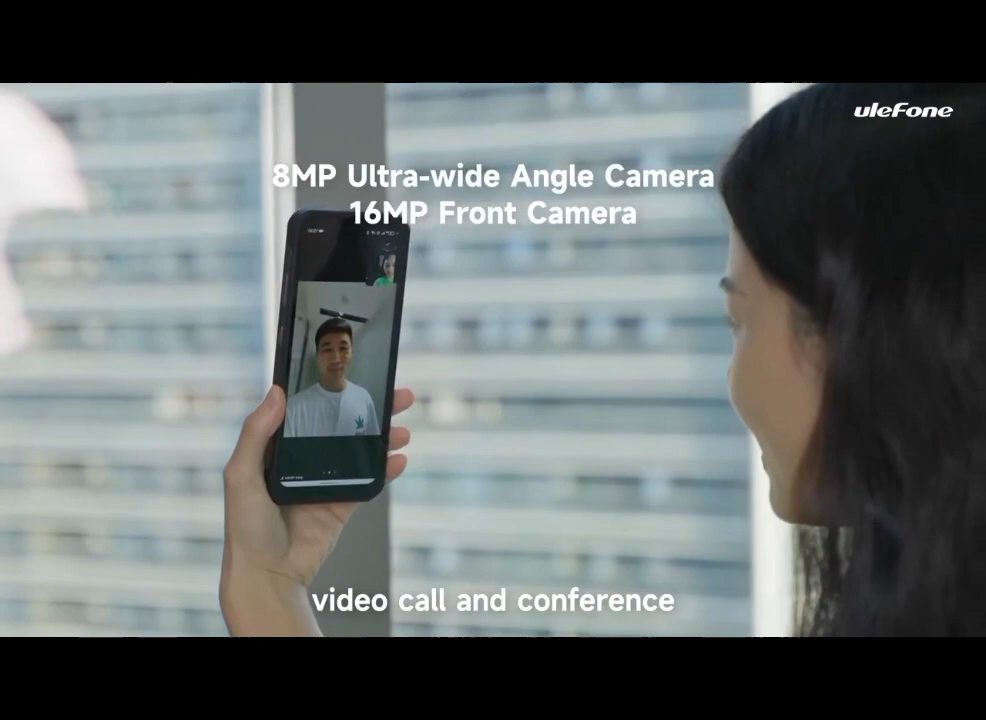 uleFone
8MP Ultra-wide Angle Camera
16MP Front Camera
video call and conference